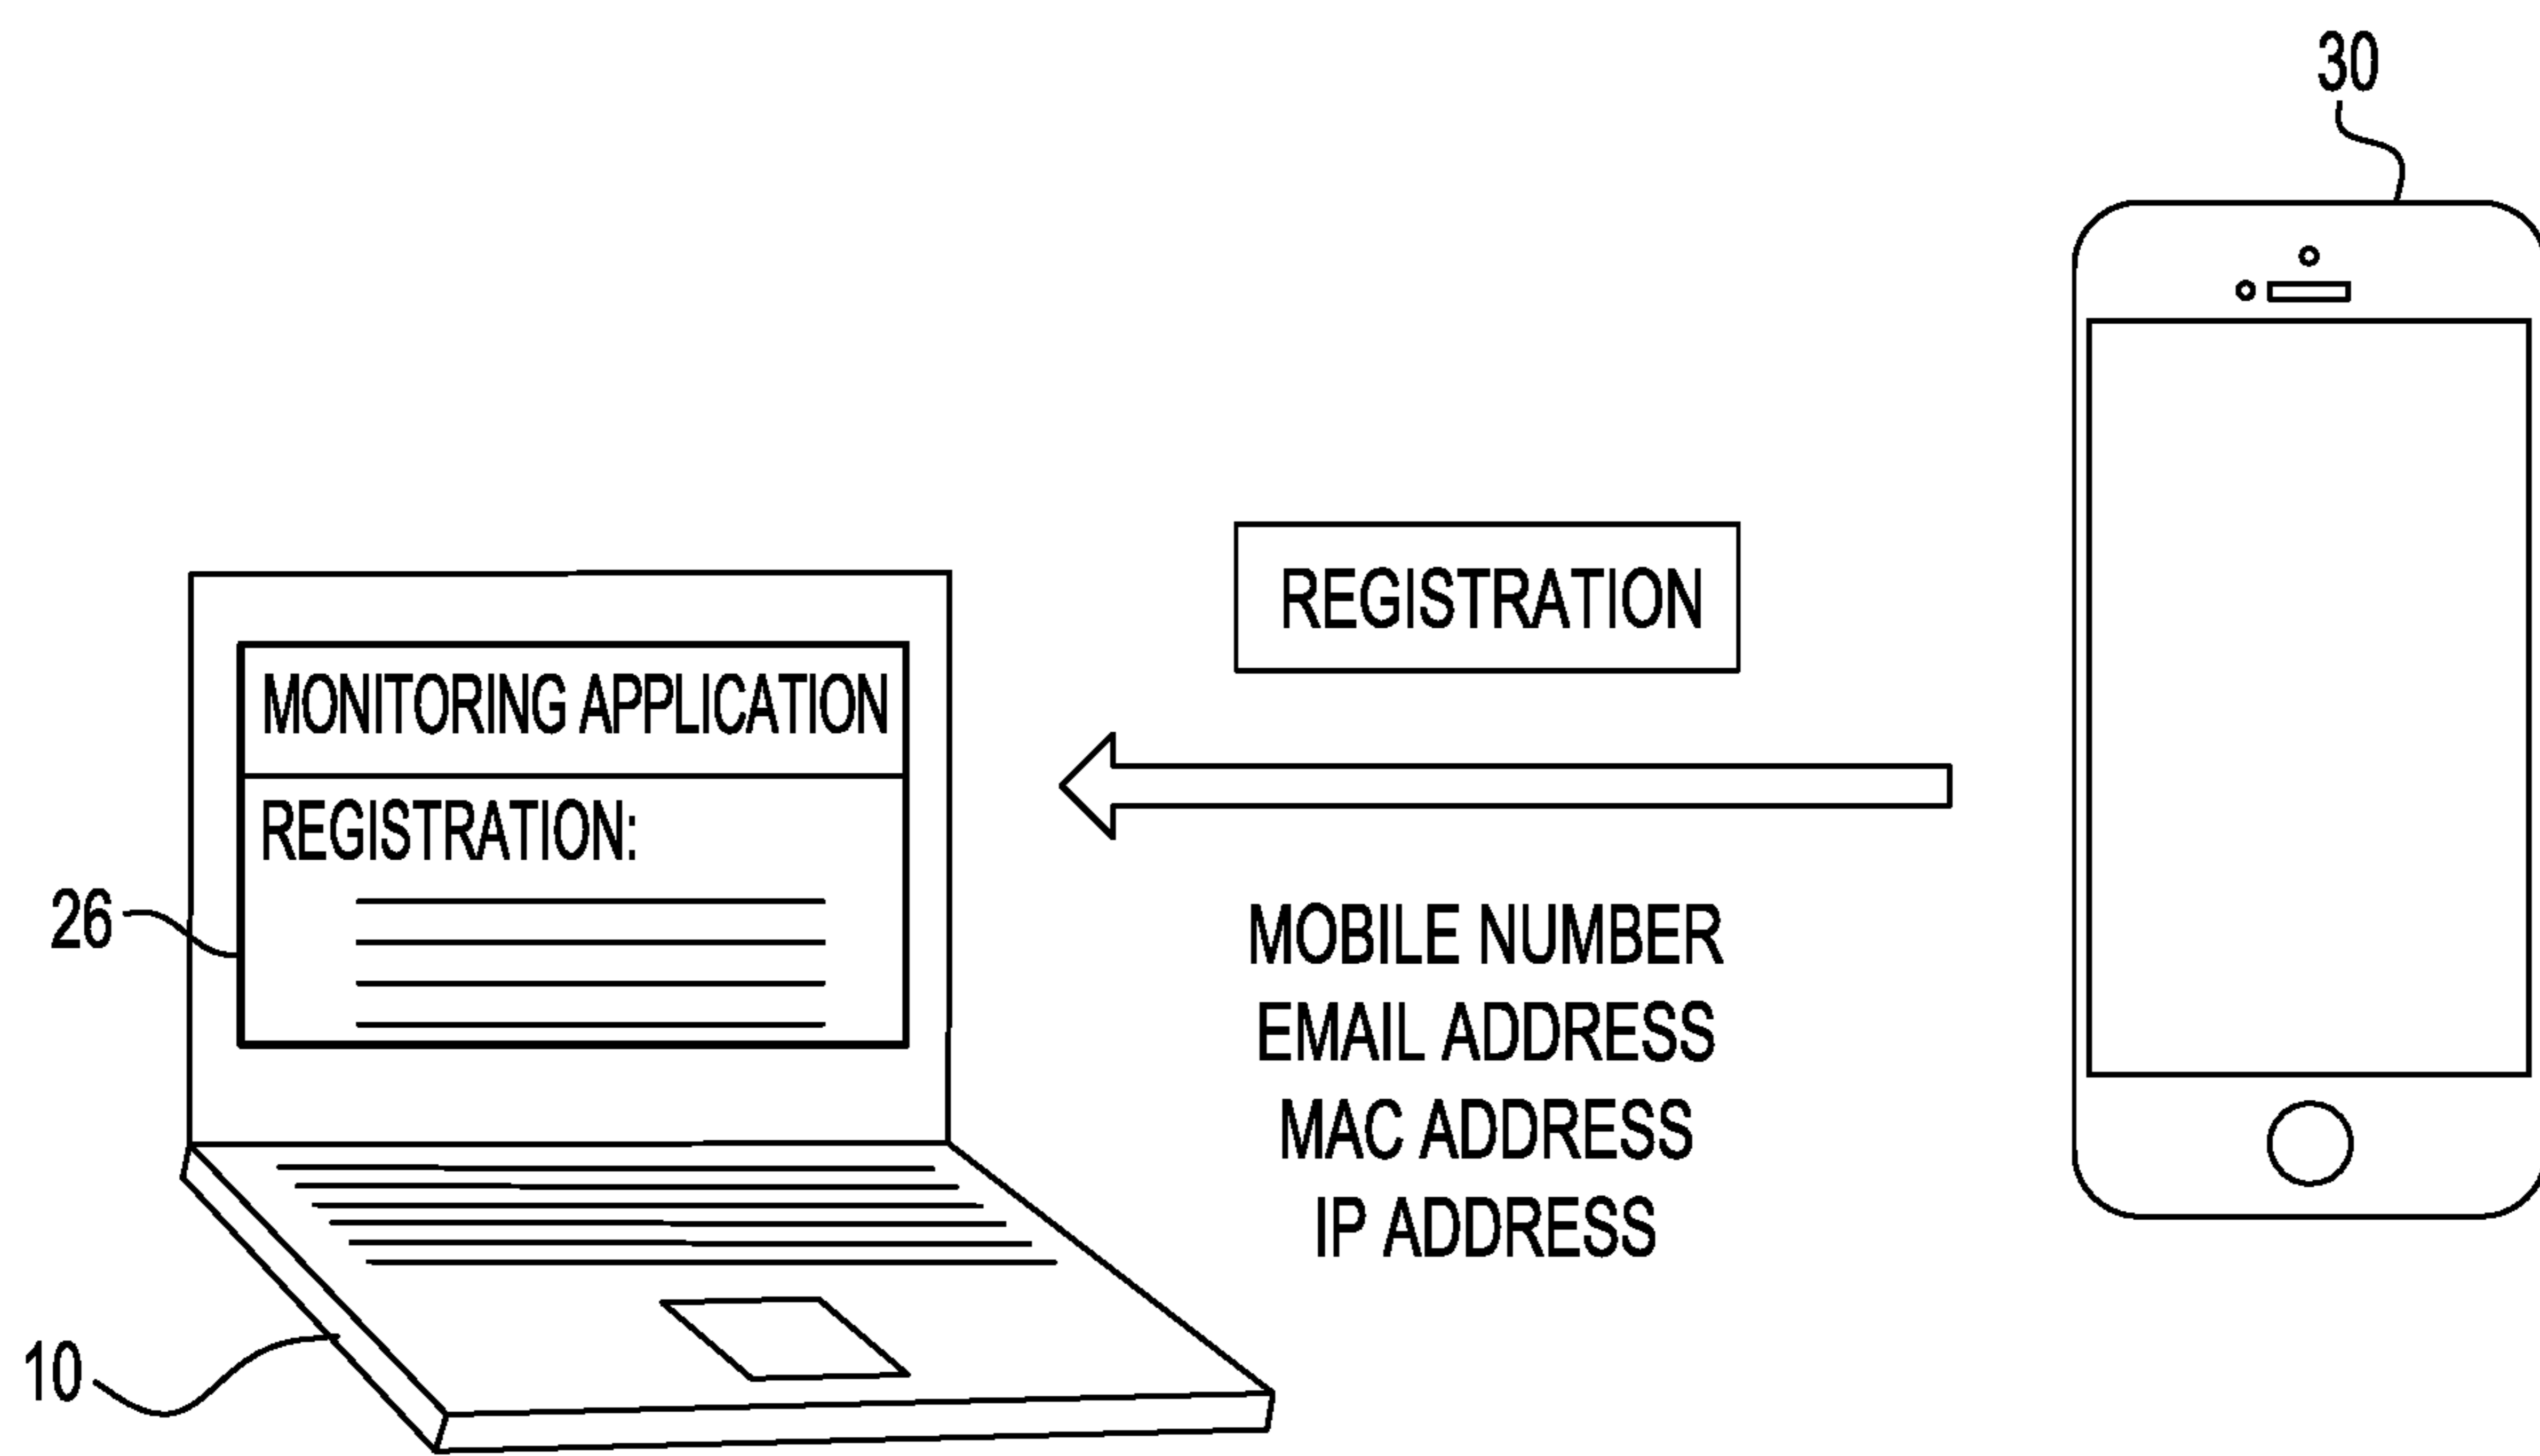 30
REGISTRATION
MONITORING APPLICATION
REGISTRATION:
26
MOBILE NUMBER
EMAIL ADDRESS
MAC ADDRESS
IP ADDRESS
10